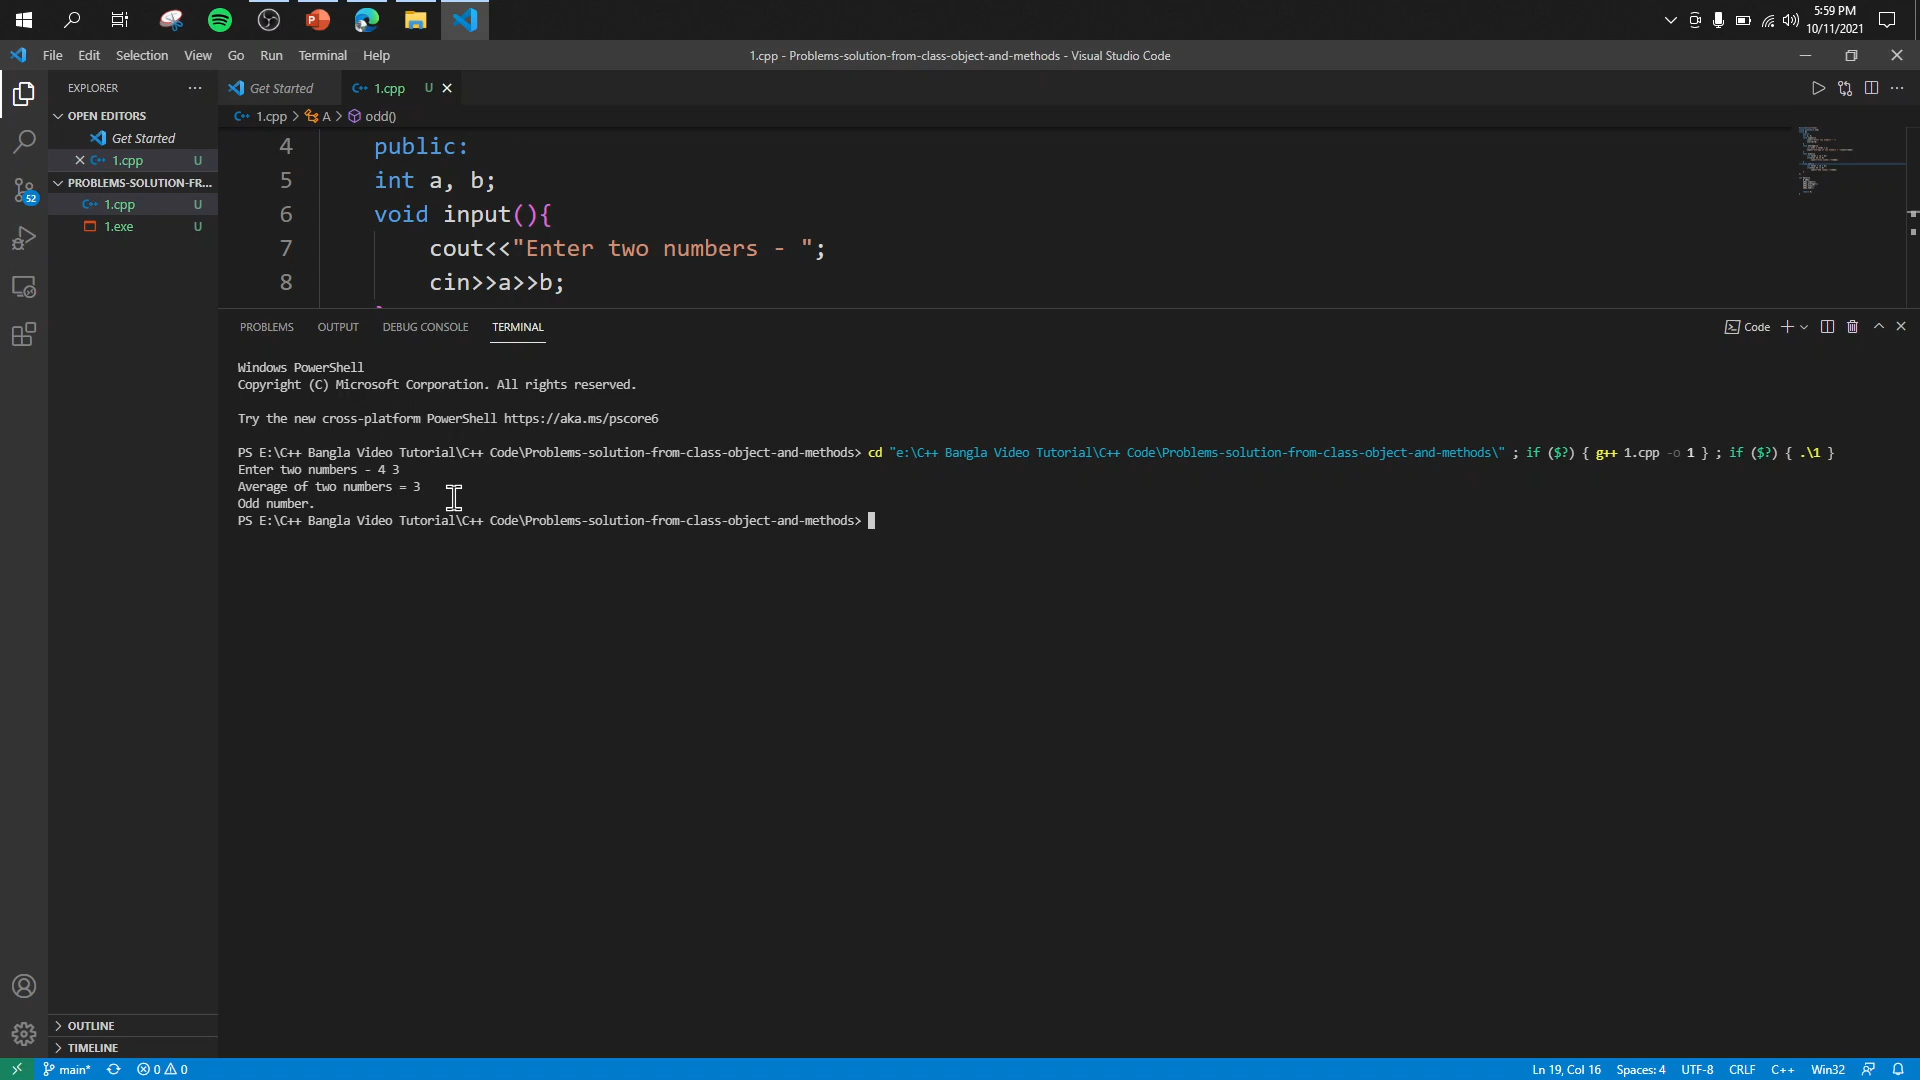 5:59 PM
10/11/2021
File Edit Selection View Go Run Terminal Help
1.cpp - Problems-solution-from-class-object-and-methods - Visual Studio Code
EXPLORER
Get Started
1.cpp U
OPEN EDITORS
1.cpp > A > odd()
Get Started
1.cpp U
PROBLEMS-SOLUTION-FR...
1.cpp U
1.exe U
52
4 public:
5 int a, b;
6 void input(){
7 cout<<"Enter two numbers - ";
8 cin>>a>>b;
PROBLEMS OUTPUT DEBUG CONSOLE TERMINAL
Code
Windows PowerShell
Copyright (C) Microsoft Corporation. All rights reserved.
Try the new cross-platform PowerShell https://aka.ms/pscore6
PS E:\C++ Bangla Video Tutorial\C++ Code\Problems-solution-from-class-object-and-methods> cd "e:\C++ Bangla Video Tutorial\C++ Code\Problems-solution-from-class-object-and-methods\" ; if ($?) { g++ 1.cpp -o 1 } ; if ($?) { .\1 }
Enter two numbers - 4 3
Average of two numbers = 3
Odd number.
PS E:\C++ Bangla Video Tutorial\C++ Code\Problems-solution-from-class-object-and-methods>
OUTLINE
TIMELINE
main* 0 0
Ln 19, Col 16 Spaces: 4 UTF-8 CRLF C++ Win32